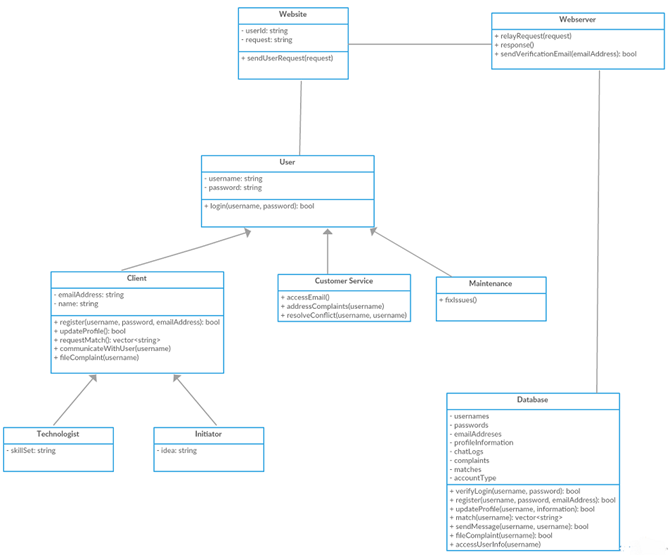 Website
- userId: string
- request: string
+ sendUserRequest(request)
Webserver
+ relayRequest(request)
+ response()
+ sendVerificationEmail(emailAddress): bool
User
- username: string
- password: string
+ login(username, password): bool
Client
- emailAddress: string
- name: string
+ register(username, password, emailAddress): bool
+ updateProfile(): bool
+ requestMatch(): vector<string>
+ communicateWithUser(username)
+ fileComplaint(username)
Customer Service
+ accessEmail()
+ addressComplaints(username)
+ resolveConflict(username, username)
Maintenance
+ fixIssues()
Technologist
- skillSet: string
Initiator
- idea: string
Database
- usernames
- passwords
- emailAddreses
- profileInformation
- chatLogs
- complaints
- matches
- accountType
+ verifyLogin(username, password): bool
+ register(username, password, emailAddress): bool
+ updateProfile(username, information): bool
+ match(username): vector<string>
+ sendMessage(username, username): bool
+ fileComplaint(username): bool
+ accessUserInfo(username)